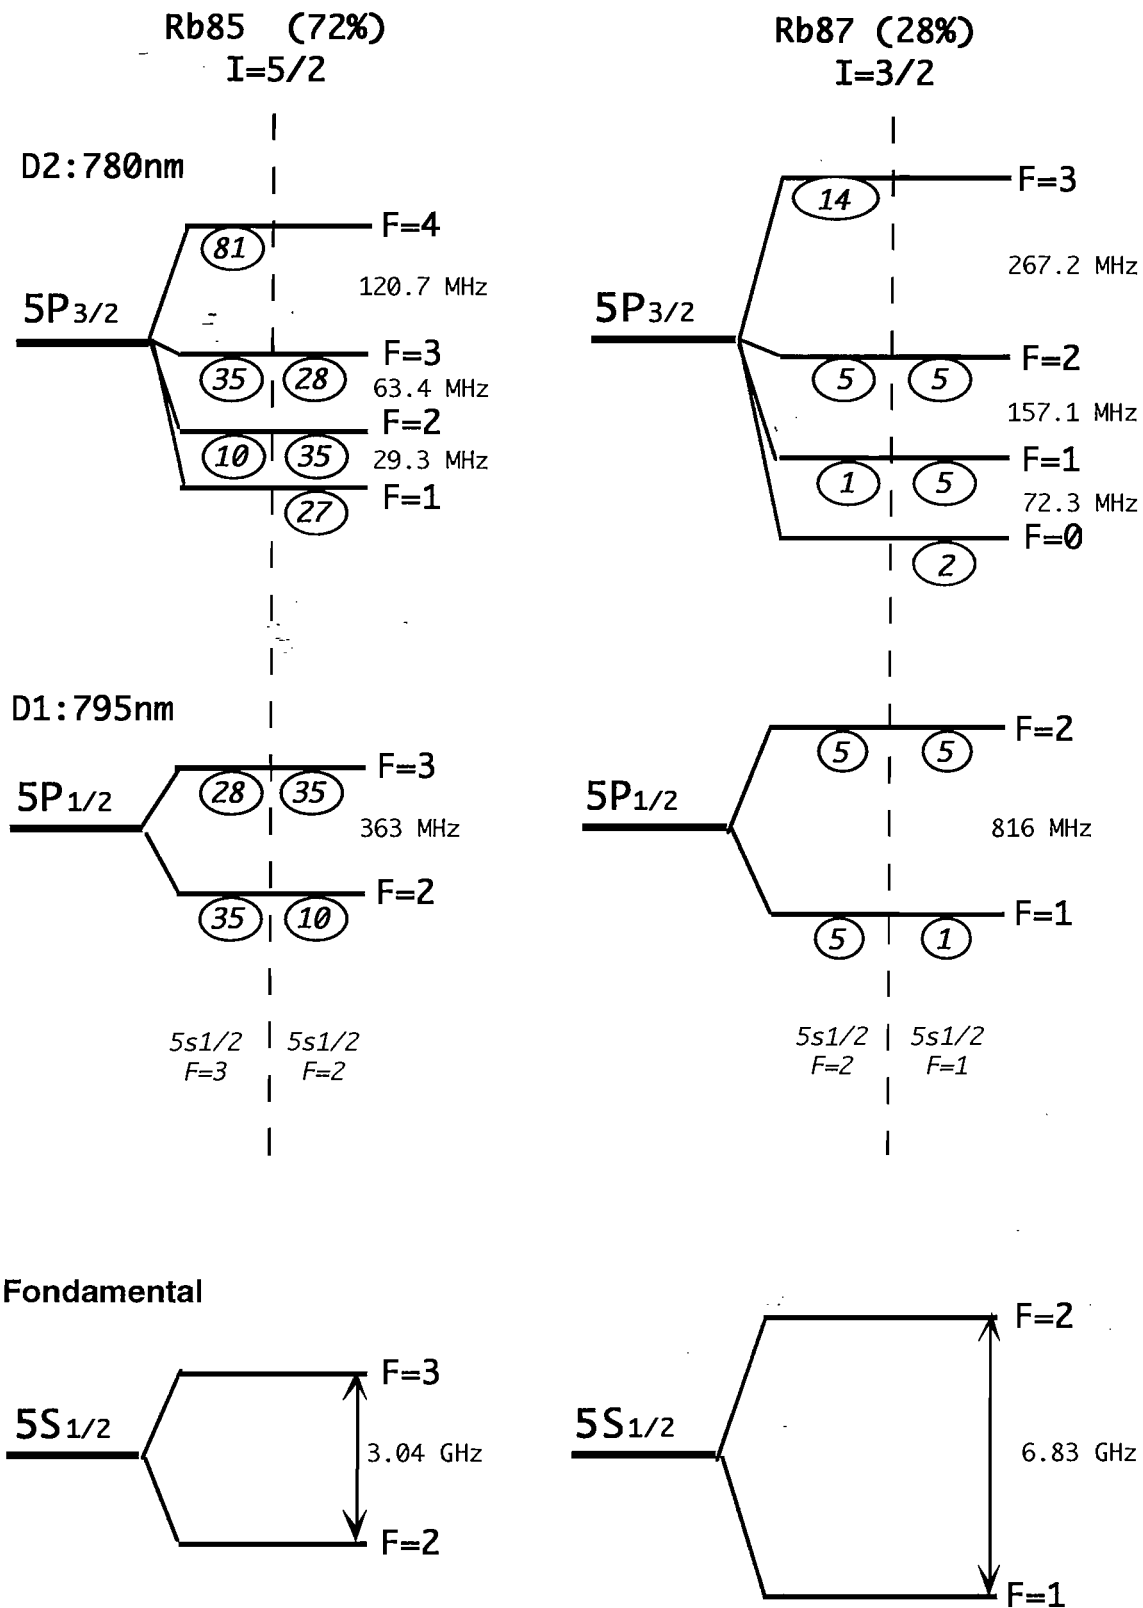 Rb85 (72%)
I=5/2
D2:780nm
F=4
81
120.7 MHz
5P3/2
F=3
35 28
63.4 MHz
F=2
10 35
29.3 MHz
F=1
27
D1:795nm
F=3
28 35
5P1/2
363 MHz
F=2
35 10
5s1/2 5s1/2
F=3 F=2
Rb87 (28%)
I=3/2
F=3
14
267.2 MHz
5P3/2
F=2
5 5
157.1 MHz
F=1
1 5
72.3 MHz
F=0
2
F=2
5 5
5P1/2
816 MHz
F=1
5 1
5s1/2 5s1/2
F=2 F=1
Fondamental
F=3
5S1/2
3.04 GHz
F=2
F=2
5S1/2
6.83 GHz
F=1